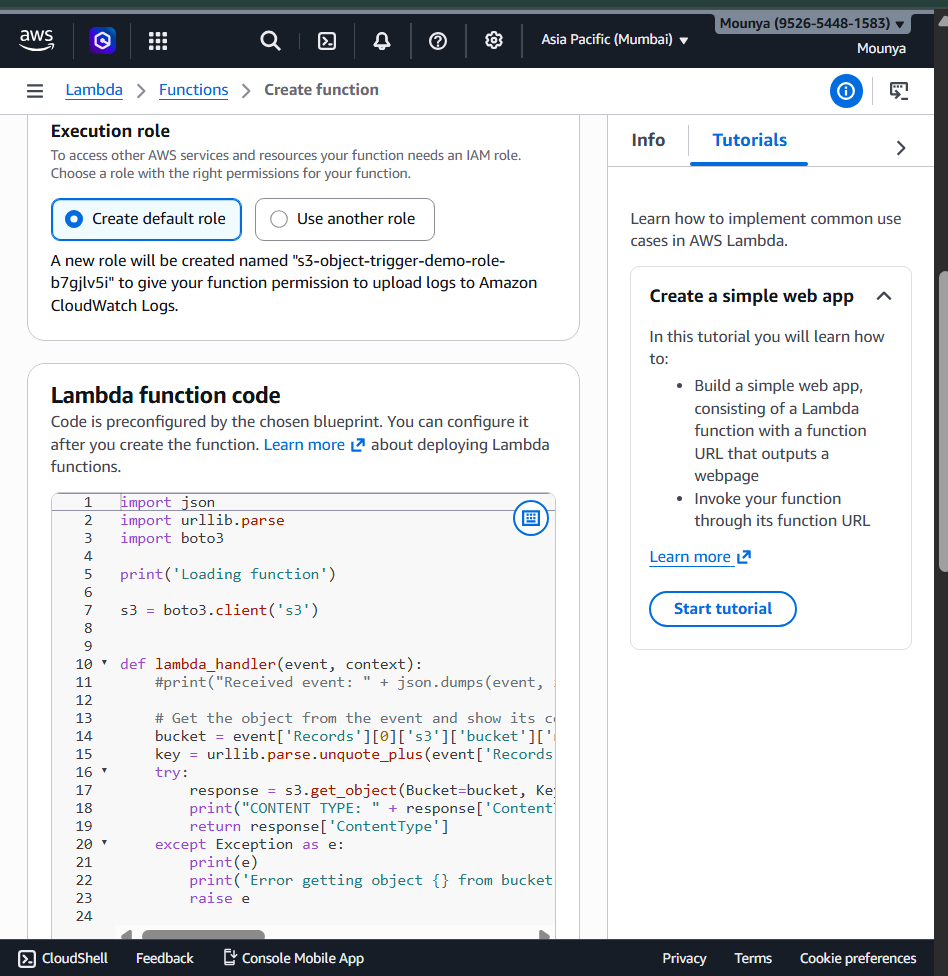 aws
Asia Pacific (Mumbai)
Mounya (9526-5448-1583)
Mounya
Lambda
Functions
Create function
Execution role
To access other AWS services and resources your function needs an IAM role.
Choose a role with the right permissions for your function.
Create default role
Use another role
A new role will be created named "s3-object-trigger-demo-role-
b7gjlv5i" to give your function permission to upload logs to Amazon
CloudWatch Logs.
Lambda function code
Code is preconfigured by the chosen blueprint. You can configure it
after you create the function. Learn more about deploying Lambda
functions.
1 import json
2 import urllib.parse
3 import boto3
4
5 print('Loading function')
6
7 s3 = boto3.client('s3')
8
9
10 def lambda_handler(event, context):
11 #print("Received event: " + json.dumps(event,
12
13 # Get the object from the event and show its
14 bucket = event['Records'][0]['s3']['bucket']['
15 key = urllib.parse.unquote_plus(event['Records
16 try:
17 response = s3.get_object(Bucket=bucket, Key
18 print("CONTENT TYPE: " + response['Content
19 return response['ContentType']
20 except Exception as e:
21 print(e)
22 print('Error getting object {} from bucket
23 raise e
24
Info
Tutorials
Learn how to implement common use
cases in AWS Lambda.
Create a simple web app
In this tutorial you will learn how
to:
• Build a simple web app,
consisting of a Lambda
function with a function
URL that outputs a
webpage
• Invoke your function
through its function URL
Learn more
Start tutorial
CloudShell
Feedback
Console Mobile App
Privacy
Terms
Cookie preferences